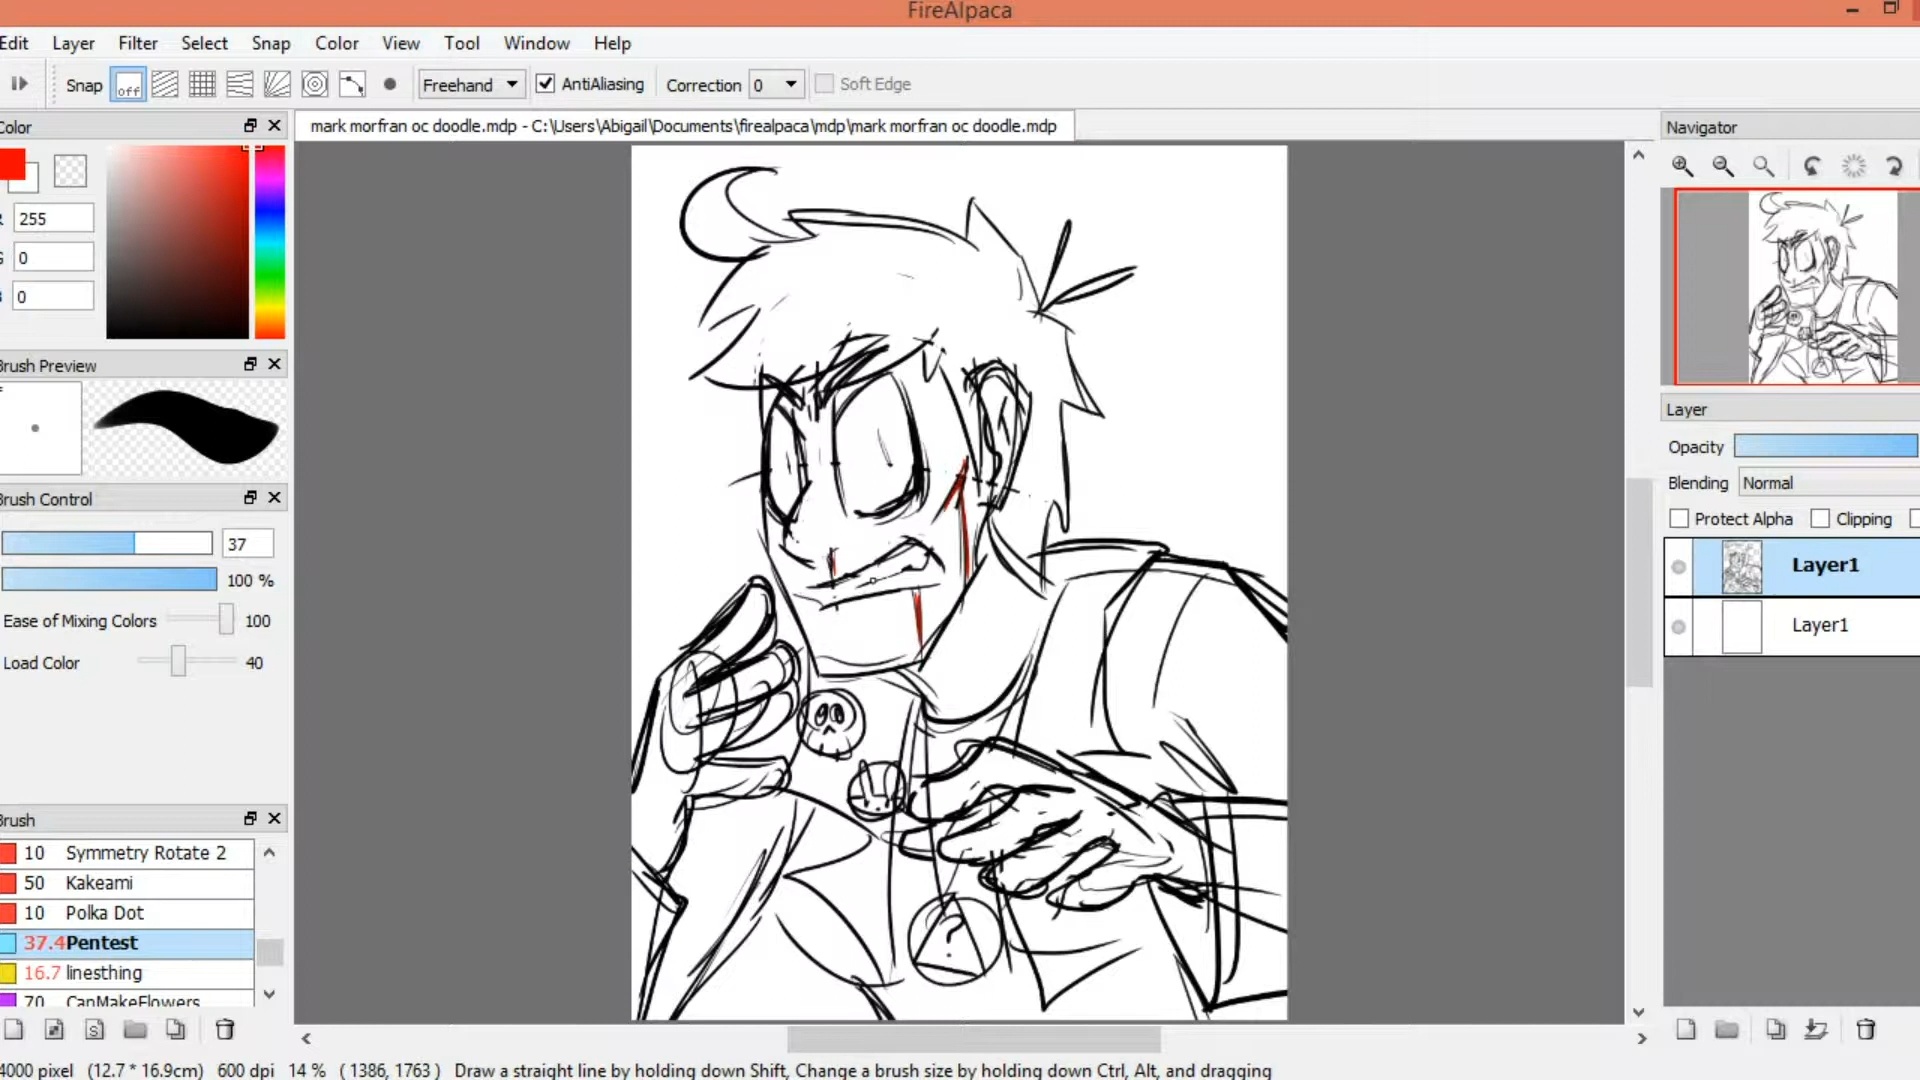 FireAlpaca
Edit Layer Filter Select Snap Color View Tool Window Help
Snap off Freehand AntiAliasing Correction 0 Soft Edge
Color
mark morfran oc doodle.mdp - C:\Users\Abigail\Documents\firealpaca\mdp\mark morfran oc doodle.mdp
Navigator
R 255
G 0
B 0
Brush Preview
Layer
Opacity
Blending Normal
Brush Control
Protect Alpha Clipping
37
Layer1
100 %
Ease of Mixing Colors 100
Layer1
Load Color 40
Brush
10 Symmetry Rotate 2
50 Kakeami
10 Polka Dot
37.4 Pentest
16.7 linesthing
70 CanMakeFlowers
?
S
4000 pixel (12.7 * 16.9cm) 600 dpi 14 % ( 1386, 1763 ) Draw a straight line by holding down Shift, Change a brush size by holding down Ctrl, Alt, and dragging